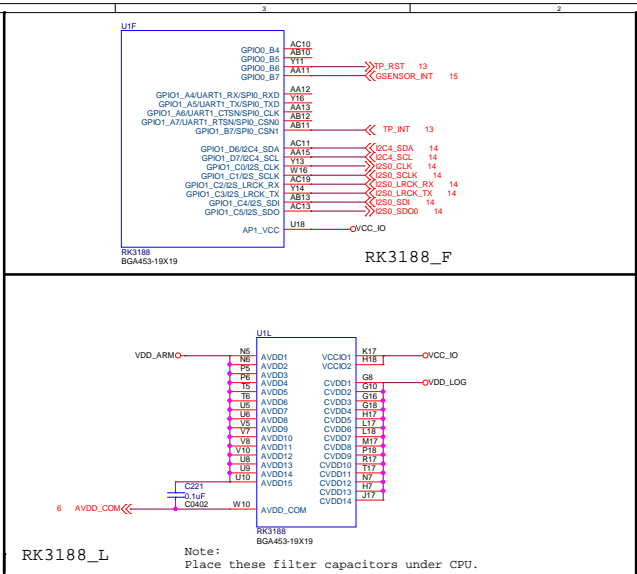 3 2
U1F
GPIO0_B4 AC10
GPIO0_B5 AB10
GPIO0_B6 Y11 TP_RST 13
GPIO0_B7 AA11 GSENSOR_INT 15
GPIO1_A4/UART1_RX/SPI0_RXD AA12
GPIO1_A5/UART1_TX/SPI0_TXD Y16
GPIO1_A6/UART1_CTSN/SPI0_CLK AA13
GPIO1_A7/UART1_RTSN/SPI0_CSN0 AB12
GPIO1_B7/SPI0_CSN1 AB11 TP_INT 13
GPIO1_D6/I2C4_SDA AC11 I2C4_SDA 14
GPIO1_D7/I2C4_SCL AA15 I2C4_SCL 14
GPIO1_C0/I2S_CLK Y13 I2S0_CLK 14
GPIO1_C1/I2S_SCLK W16 I2S0_SCLK 14
GPIO1_C2/I2S_LRCK_RX AC19 I2S0_LRCK_RX 14
GPIO1_C3/I2S_LRCK_TX Y14 I2S0_LRCK_TX 14
GPIO1_C4/I2S_SDI AB13 I2S0_SDI 14
GPIO1_C5/I2S_SDO AC13 I2S0_SDO0 14
AP1_VCC U18 VCC_IO
RK3188
BGA453-19X19
RK3188_F
U1L
VDD_ARM N5 AVDD1 VCCIO1 K17 VCC_IO
N6 AVDD2 VCCIO2 H18
P5 AVDD3
P6 AVDD4 CVDD1 G8 VDD_LOG
T5 AVDD5 CVDD2 G10
T6 AVDD6 CVDD3 G16
U5 AVDD7 CVDD4 G18
U6 AVDD8 CVDD5 H17
V5 AVDD9 CVDD6 L17
V7 AVDD10 CVDD7 L18
V8 AVDD11 CVDD8 M17
V10 AVDD12 CVDD9 P18
U8 AVDD13 CVDD10 R17
U9 AVDD14 CVDD11 T17
U10 AVDD15 CVDD12 N7
CVDD13 H7
CVDD14 J17
C221
0.1uF
C0402
6 AVDD_COM W10 AVDD_COM
RK3188
BGA453-19X19
RK3188_L
Note:
Place these filter capacitors under CPU.